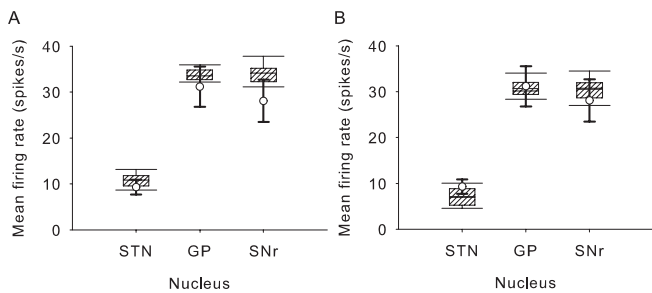 A
Mean firing rate (spikes/s)
40
30
20
10
0
STN GP SNr
Nucleus
B
Mean firing rate (spikes/s)
40
30
20
10
0
STN GP SNr
Nucleus